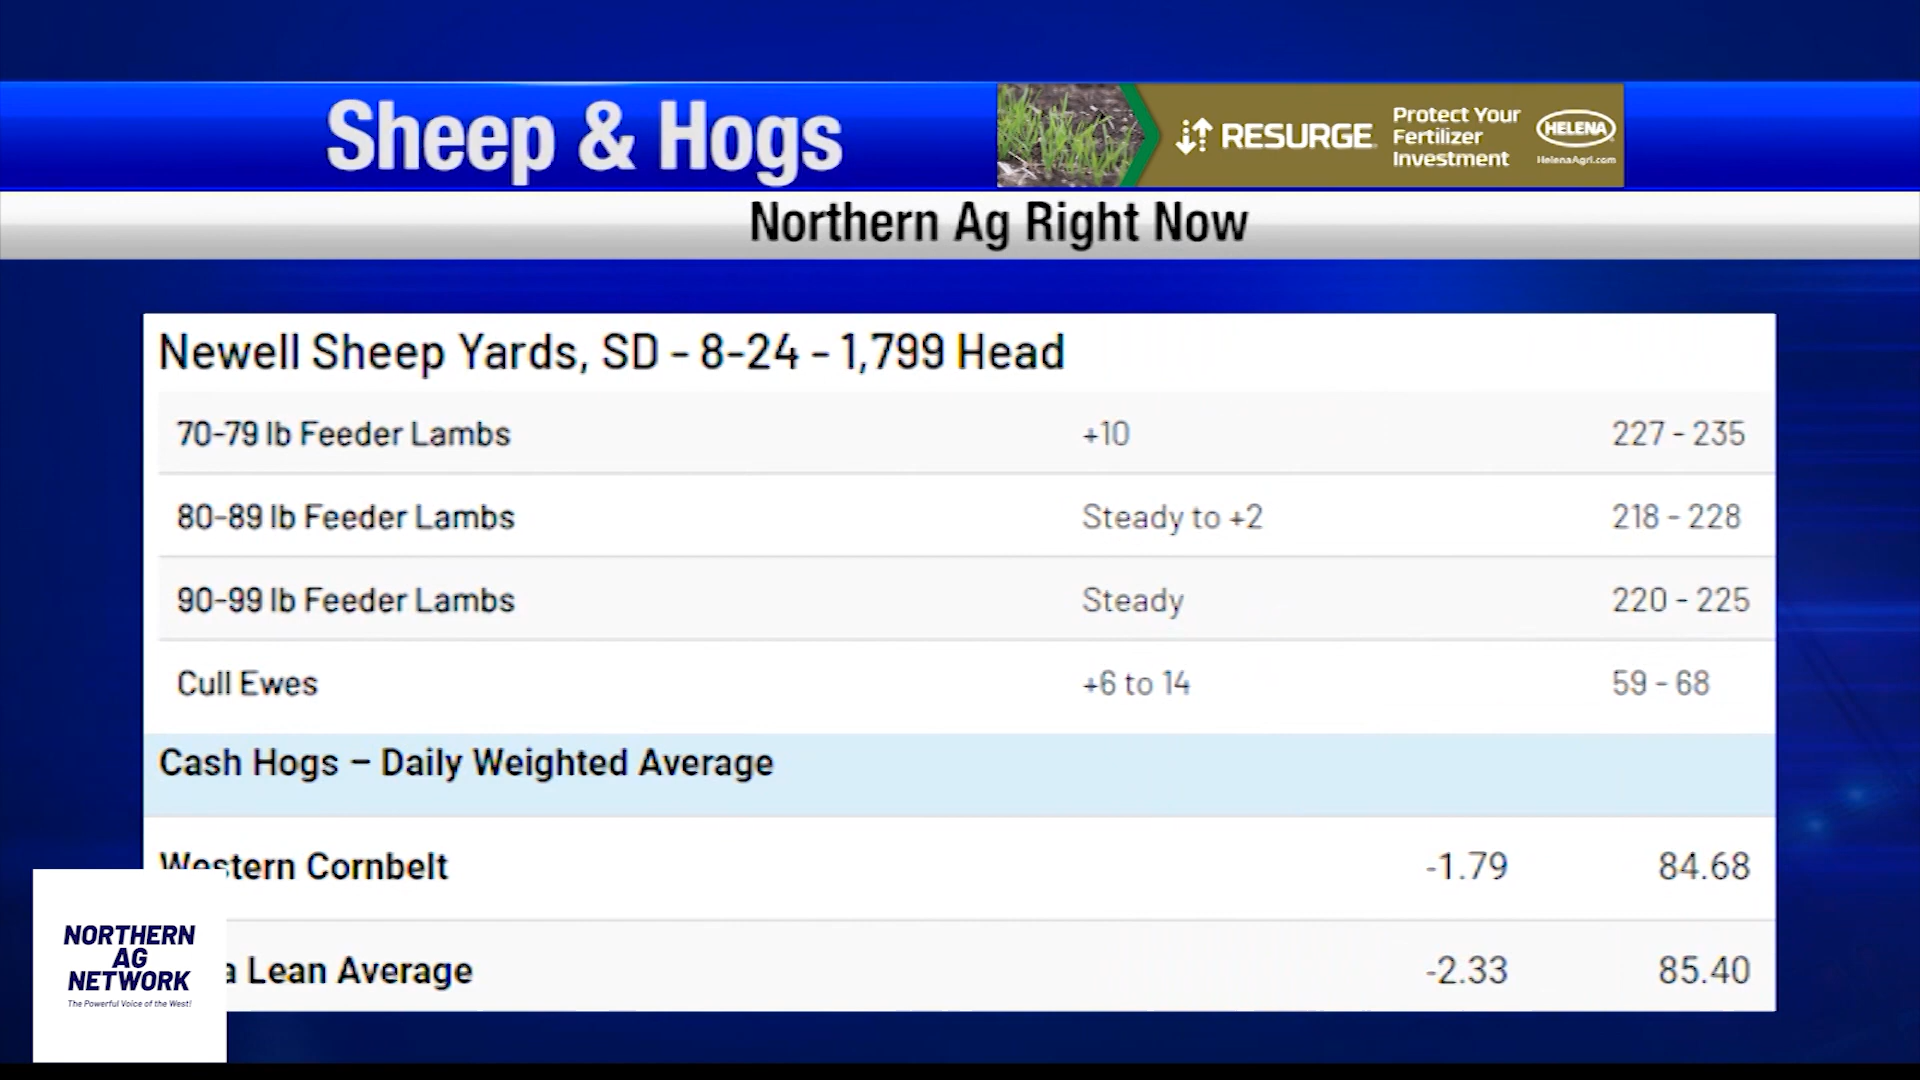 Sheep & Hogs
RESURGE
Protect Your
Fertilizer
Investment
HELENA
HelenaAgri.com
Northern Ag Right Now
Newell Sheep Yards, SD - 8-24 - 1,799 Head
70-79 lb Feeder Lambs +10 227 - 235
80-89 lb Feeder Lambs Steady to +2 218 - 228
90-99 lb Feeder Lambs Steady 220 - 225
Cull Ewes +6 to 14 59 - 68
Cash Hogs – Daily Weighted Average
Western Cornbelt -1.79 84.68
a Lean Average -2.33 85.40
NORTHERN
AG
NETWORK
The Powerful Voice of the West!